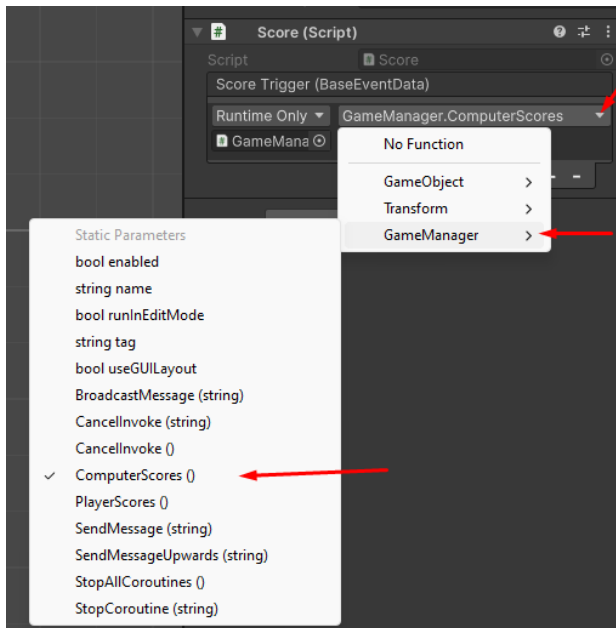 Score (Script)
Script
Score
Score Trigger (BaseEventData)
Runtime Only
GameManager.ComputerScores
GameMana
No Function
GameObject
Transform
GameManager
Static Parameters
bool enabled
string name
bool runInEditMode
string tag
bool useGUILayout
BroadcastMessage (string)
CancelInvoke (string)
CancelInvoke ()
ComputerScores ()
PlayerScores ()
SendMessage (string)
SendMessageUpwards (string)
StopAllCoroutines ()
StopCoroutine (string)